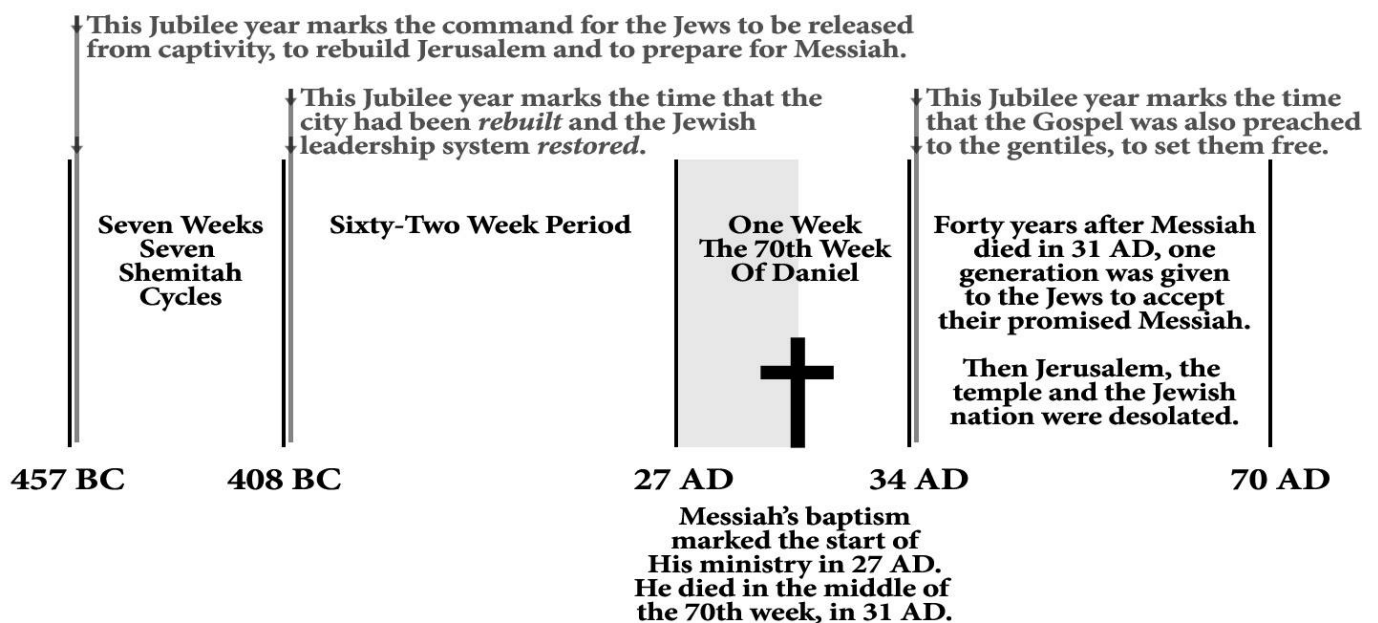 This Jubilee year marks the command for the Jews to be released
from captivity, to rebuild Jerusalem and to prepare for Messiah.
This Jubilee year marks the time that the
city had been rebuilt and the Jewish
leadership system restored.
This Jubilee year marks the time
that the Gospel was also preached
to the gentiles, to set them free.
Seven Weeks
Seven
Shemitah
Cycles
Sixty-Two Week Period
One Week
The 70th Week
Of Daniel
Forty years after Messiah
died in 31 AD, one
generation was given
to the Jews to accept
their promised Messiah.
Then Jerusalem, the
temple and the Jewish
nation were desolated.
457 BC
408 BC
27 AD
34 AD
70 AD
Messiah’s baptism
marked the start of
His ministry in 27 AD.
He died in the middle of
the 70th week, in 31 AD.